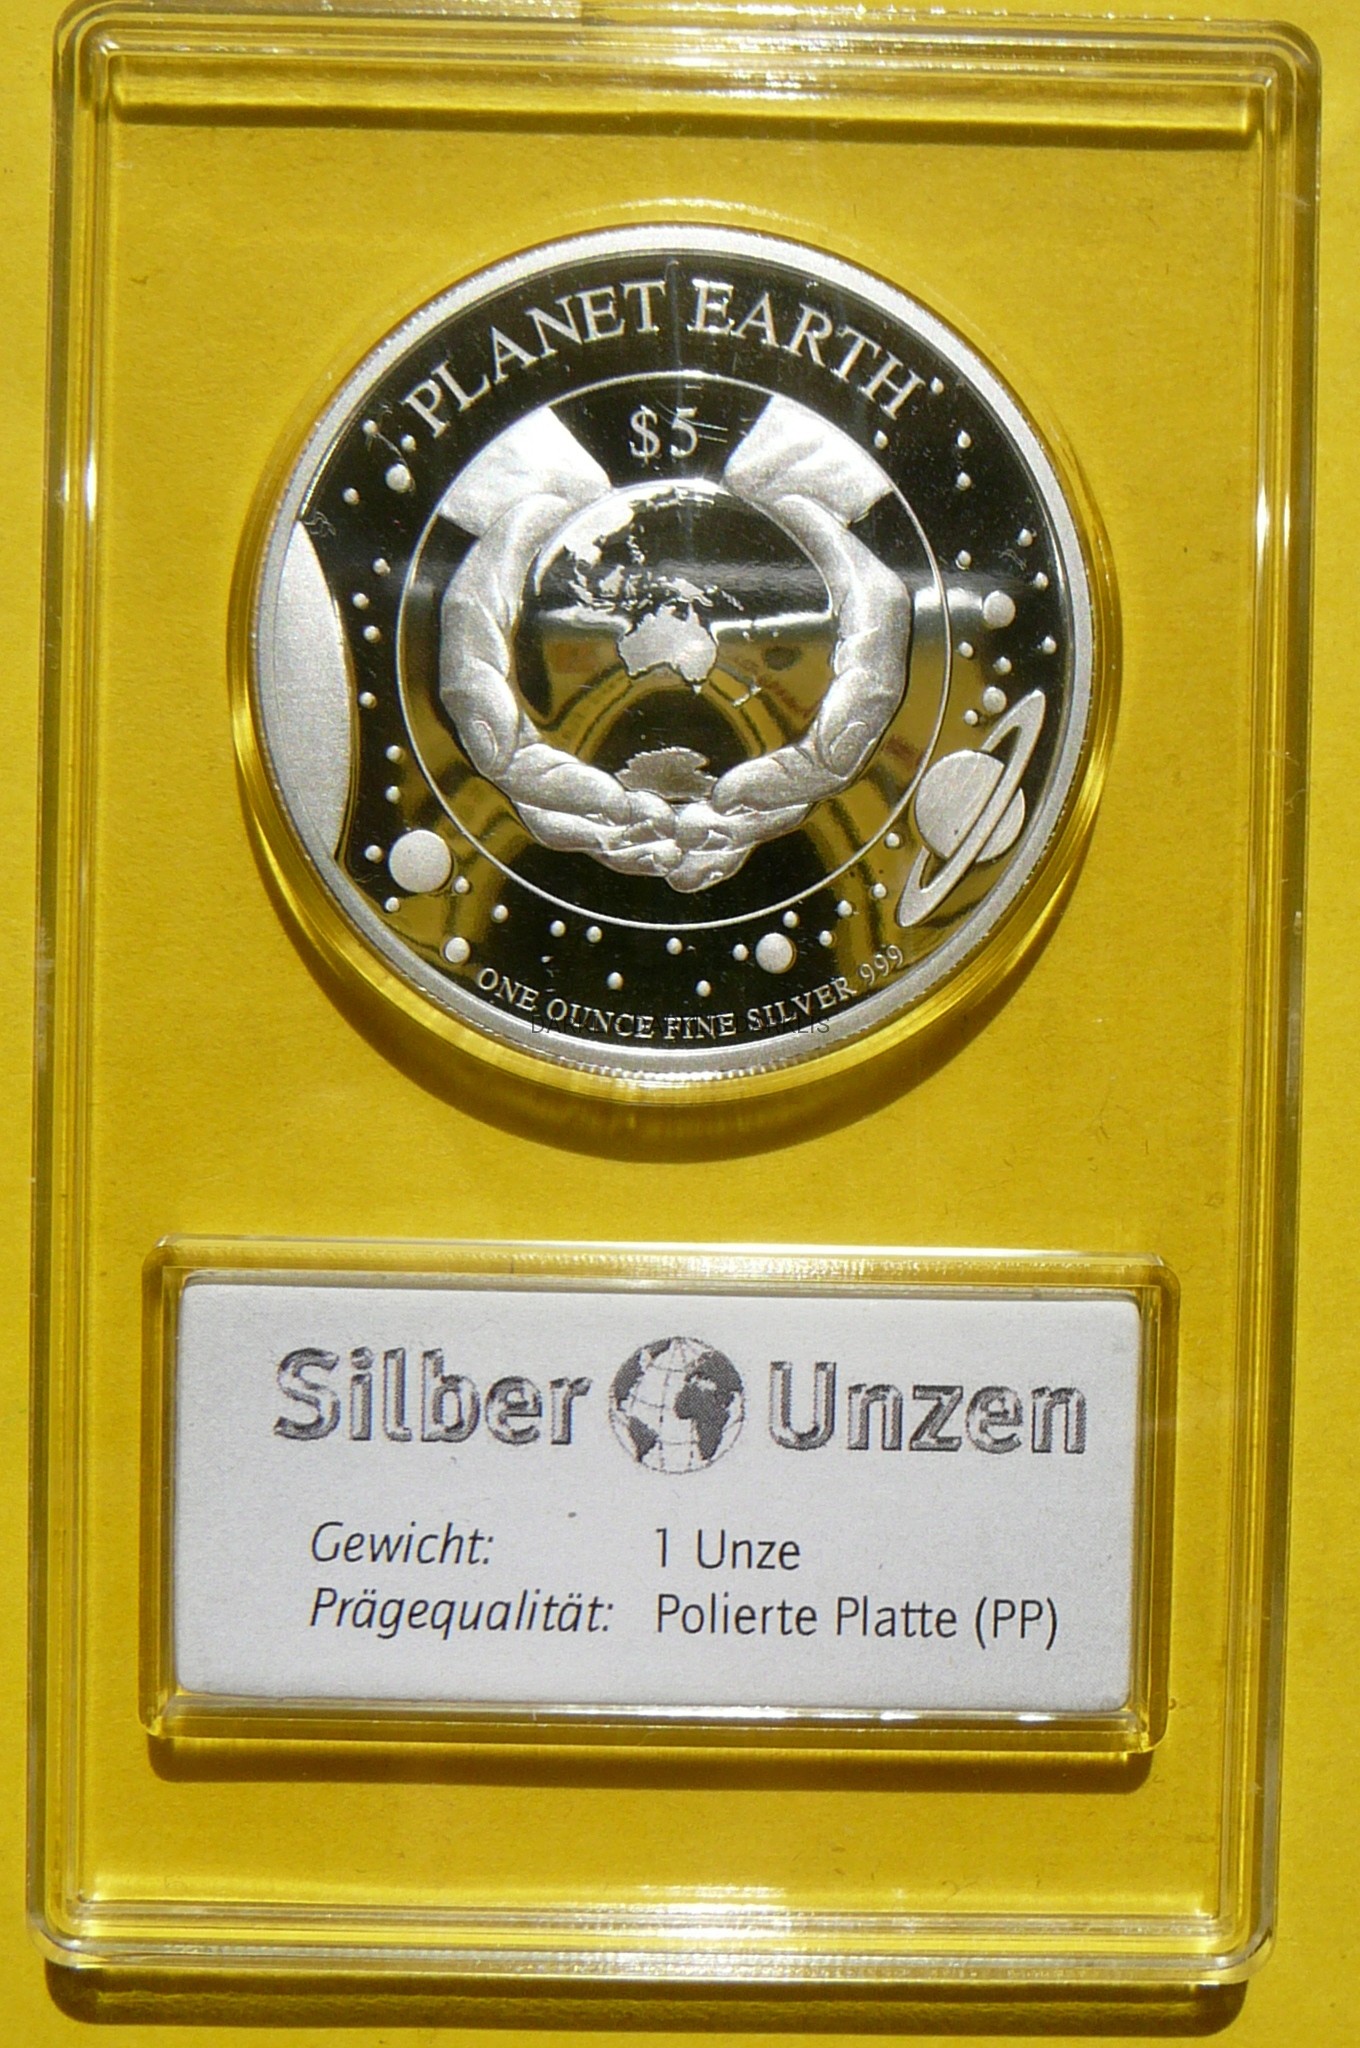 PLANET EARTH
$5
ONE OUNCE FINE SILVER 999
Silber Unzen
Gewicht: 1 Unze
Prägequalität: Polierte Platte (PP)